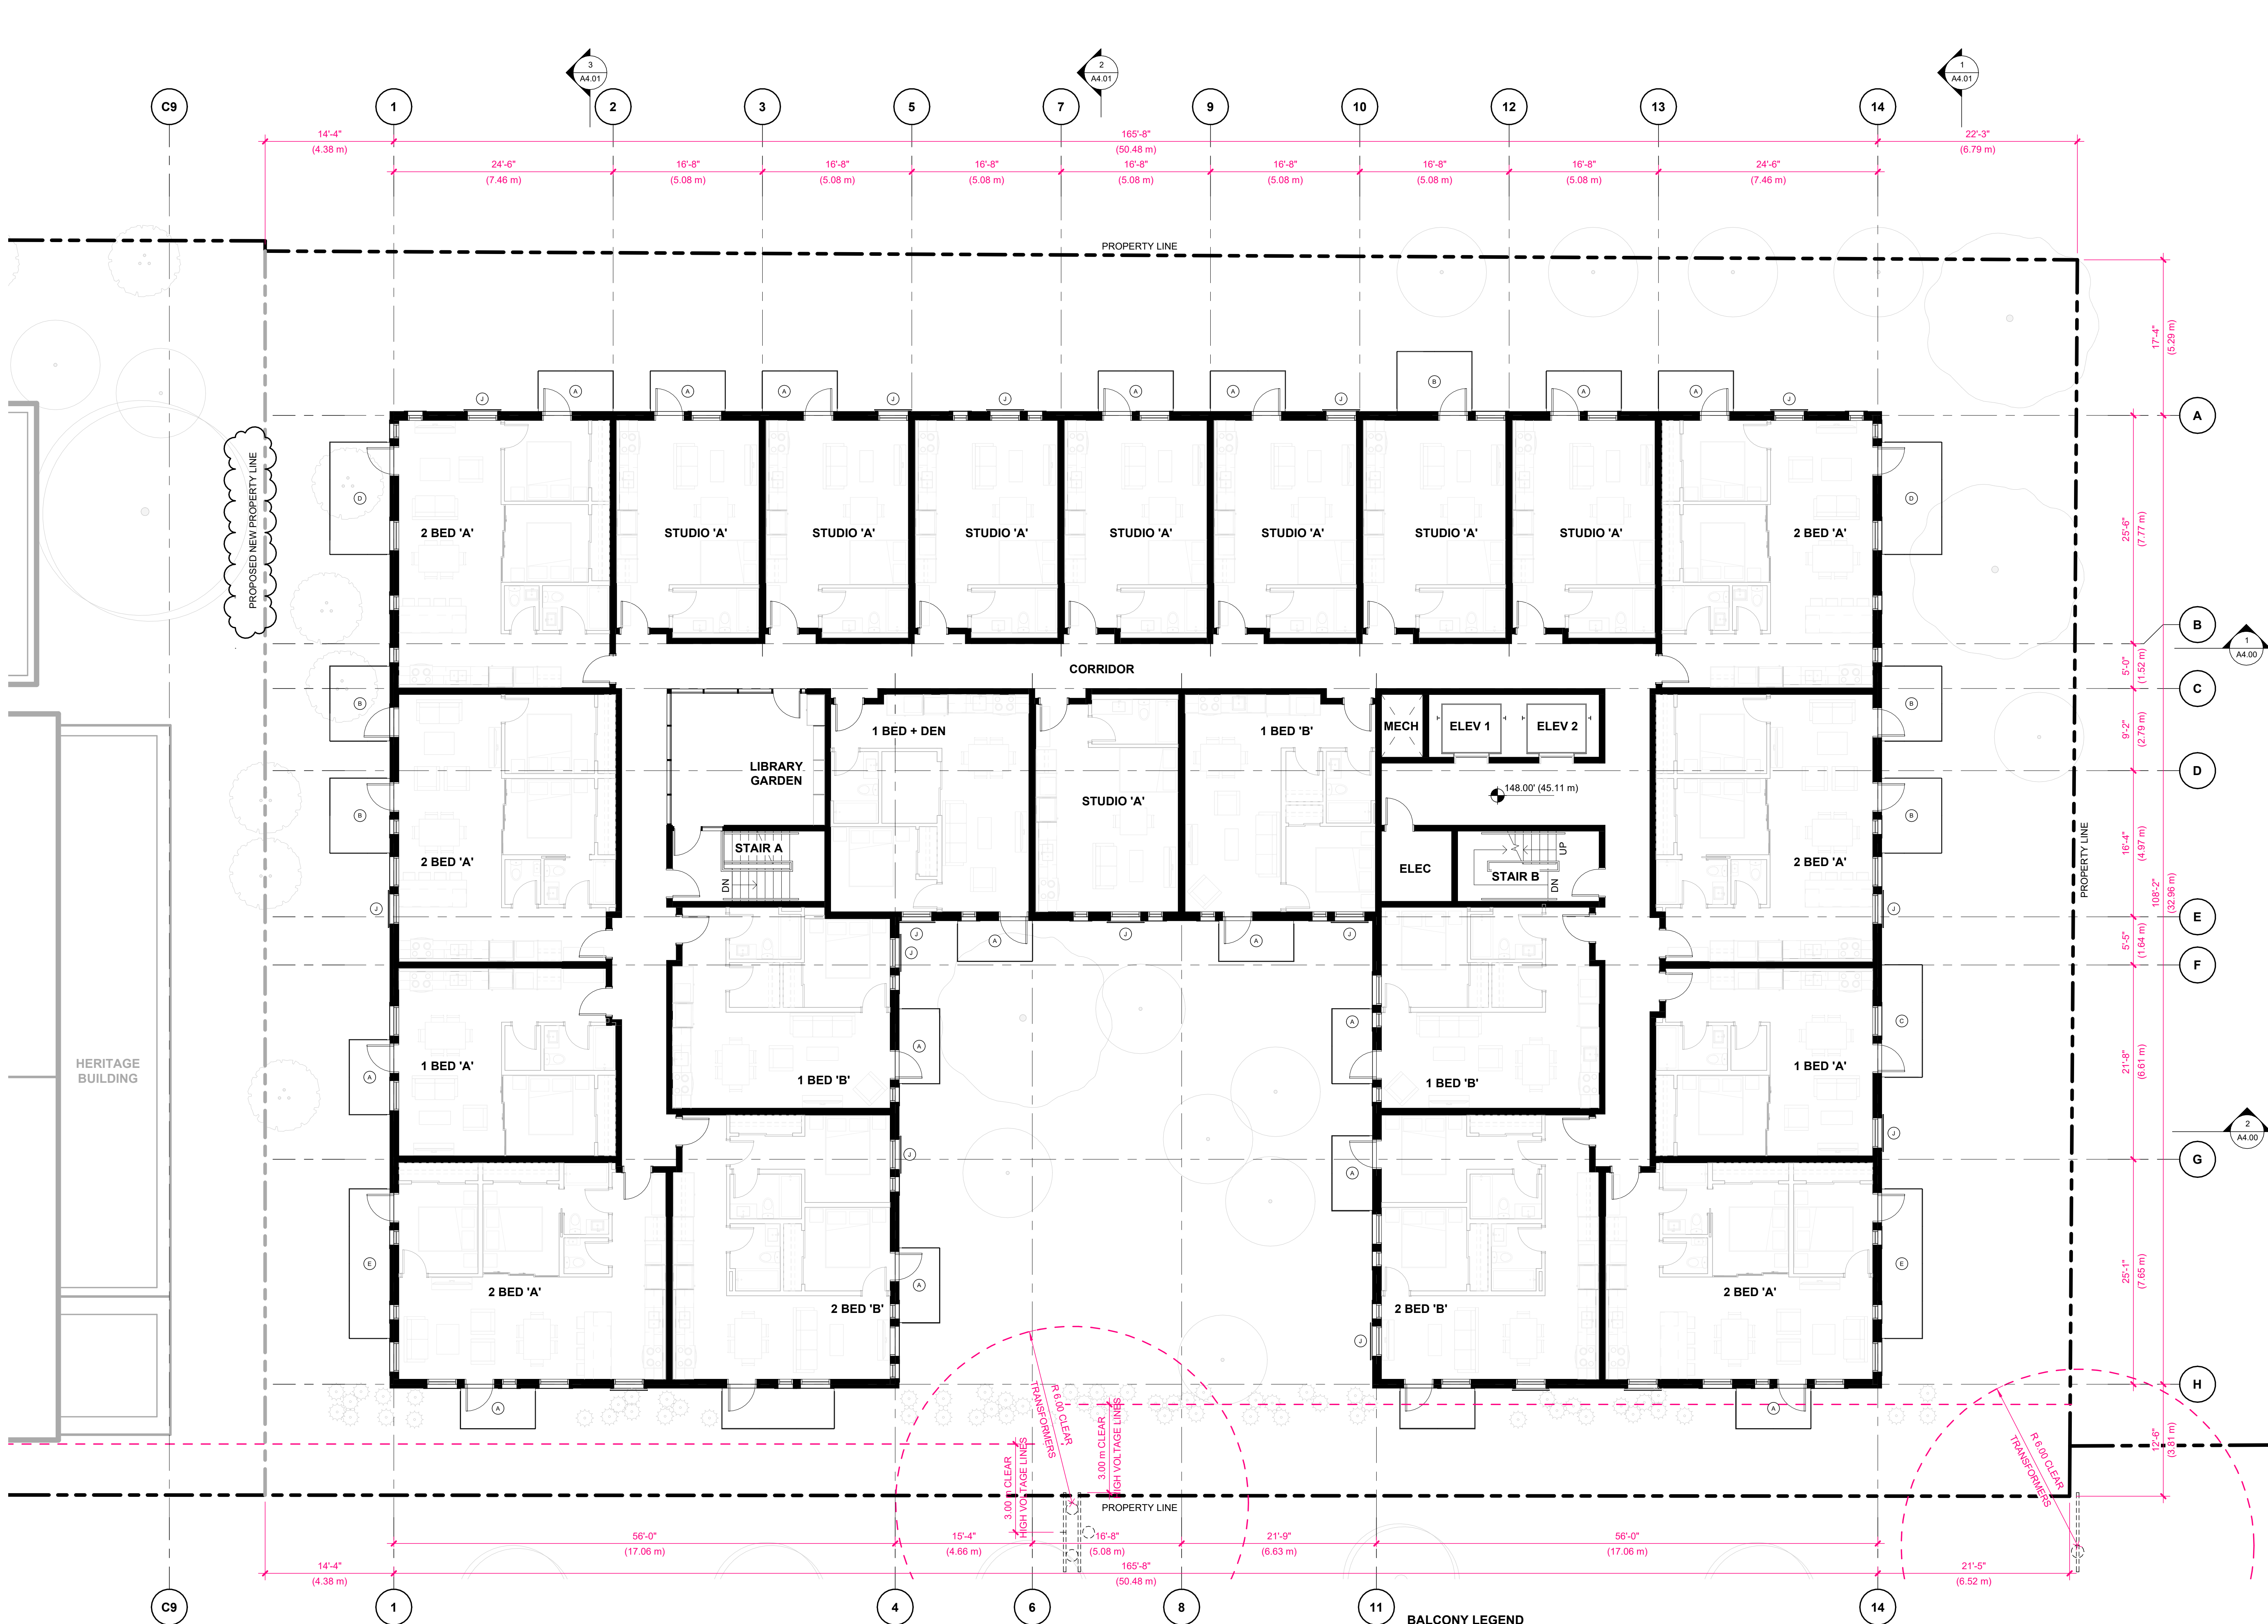 3
A4.01
2
A4.01
1
A4.01
C9
1
2
3
5
7
9
10
12
13
14
14'-4"
(4.38 m)
165'-8"
(50.48 m)
22'-3"
(6.79 m)
24'-6"
(7.46 m)
16'-8"
(5.08 m)
16'-8"
(5.08 m)
16'-8"
(5.08 m)
16'-8"
(5.08 m)
16'-8"
(5.08 m)
16'-8"
(5.08 m)
16'-8"
(5.08 m)
24'-6"
(7.46 m)
PROPERTY LINE
17'-4"
(5.29 m)
J
A
A
A
J
J
A
A
J
B
A
A
J
A
PROPOSED NEW PROPERTY LINE
D
2 BED 'A'
STUDIO 'A'
STUDIO 'A'
STUDIO 'A'
STUDIO 'A'
STUDIO 'A'
STUDIO 'A'
STUDIO 'A'
2 BED 'A'
D
25'-6"
(7.77 m)
B
1
A4.00
CORRIDOR
5'-0"
(1.52 m)
C
B
1 BED + DEN
1 BED 'B'
MECH
ELEV 1
ELEV 2
B
9'-2"
(2.79 m)
LIBRARY
GARDEN
D
148.00' (45.11 m)
STUDIO 'A'
B
B
2 BED 'A'
STAIR A
DN
ELEC
STAIR B
UP
DN
2 BED 'A'
16'-4"
(4.97 m)
PROPERTY LINE
108'-2"
(32.96 m)
J
J
E
J
J
A
J
A
J
5'-5"
(1.64 m)
F
HERITAGE
BUILDING
1 BED 'A'
A
1 BED 'B'
A
A
1 BED 'B'
1 BED 'A'
C
21'-8"
(6.61 m)
J
J
2
A4.00
A
G
E
2 BED 'A'
2 BED 'B'
A
2 BED 'B'
J
2 BED 'A'
E
25'-1"
(7.65 m)
H
A
A
R 6.00 CLEAR
TRANSFORMERS
3.00 m CLEAR
HIGH VOLTAGE LINES
3.00 m CLEAR
HIGH VOLTAGE LINES
R 6.00 CLEAR
TRANSFORMERS
12'-6"
(3.81 m)
PROPERTY LINE
56'-0"
(17.06 m)
15'-4"
(4.66 m)
16'-8"
(5.08 m)
21'-9"
(6.63 m)
56'-0"
(17.06 m)
14'-4"
(4.38 m)
165'-8"
(50.48 m)
21'-5"
(6.52 m)
C9
1
4
6
8
11
14
BALCONY LEGEND